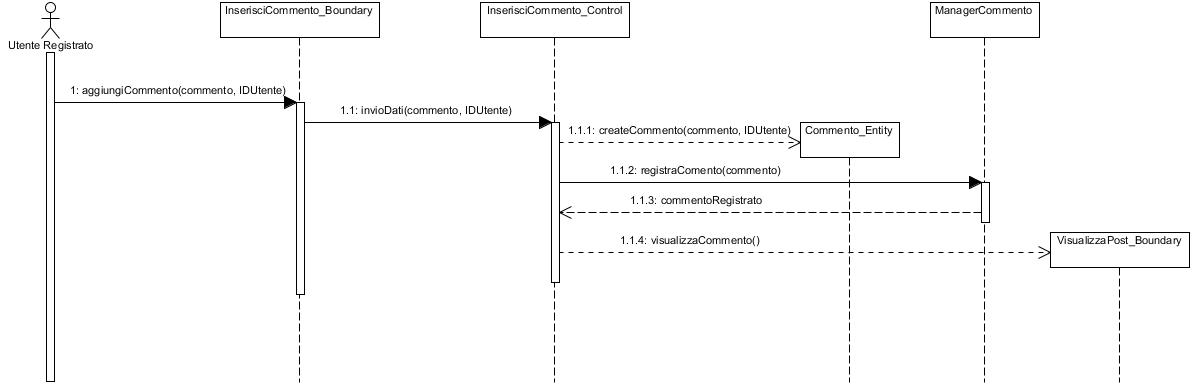 InserisciCommento_Boundary
InserisciCommento_Control
ManagerCommento
Utente Registrato
1: aggiungiCommento(commento, IDUtente)
1.1: invioDati(commento, IDUtente)
1.1.1: createCommento(commento, IDUtente)
Commento_Entity
1.1.2: registraComento(commento)
1.1.3: commentoRegistrato
1.1.4: visualizzaCommento()
VisualizzaPost_Boundary